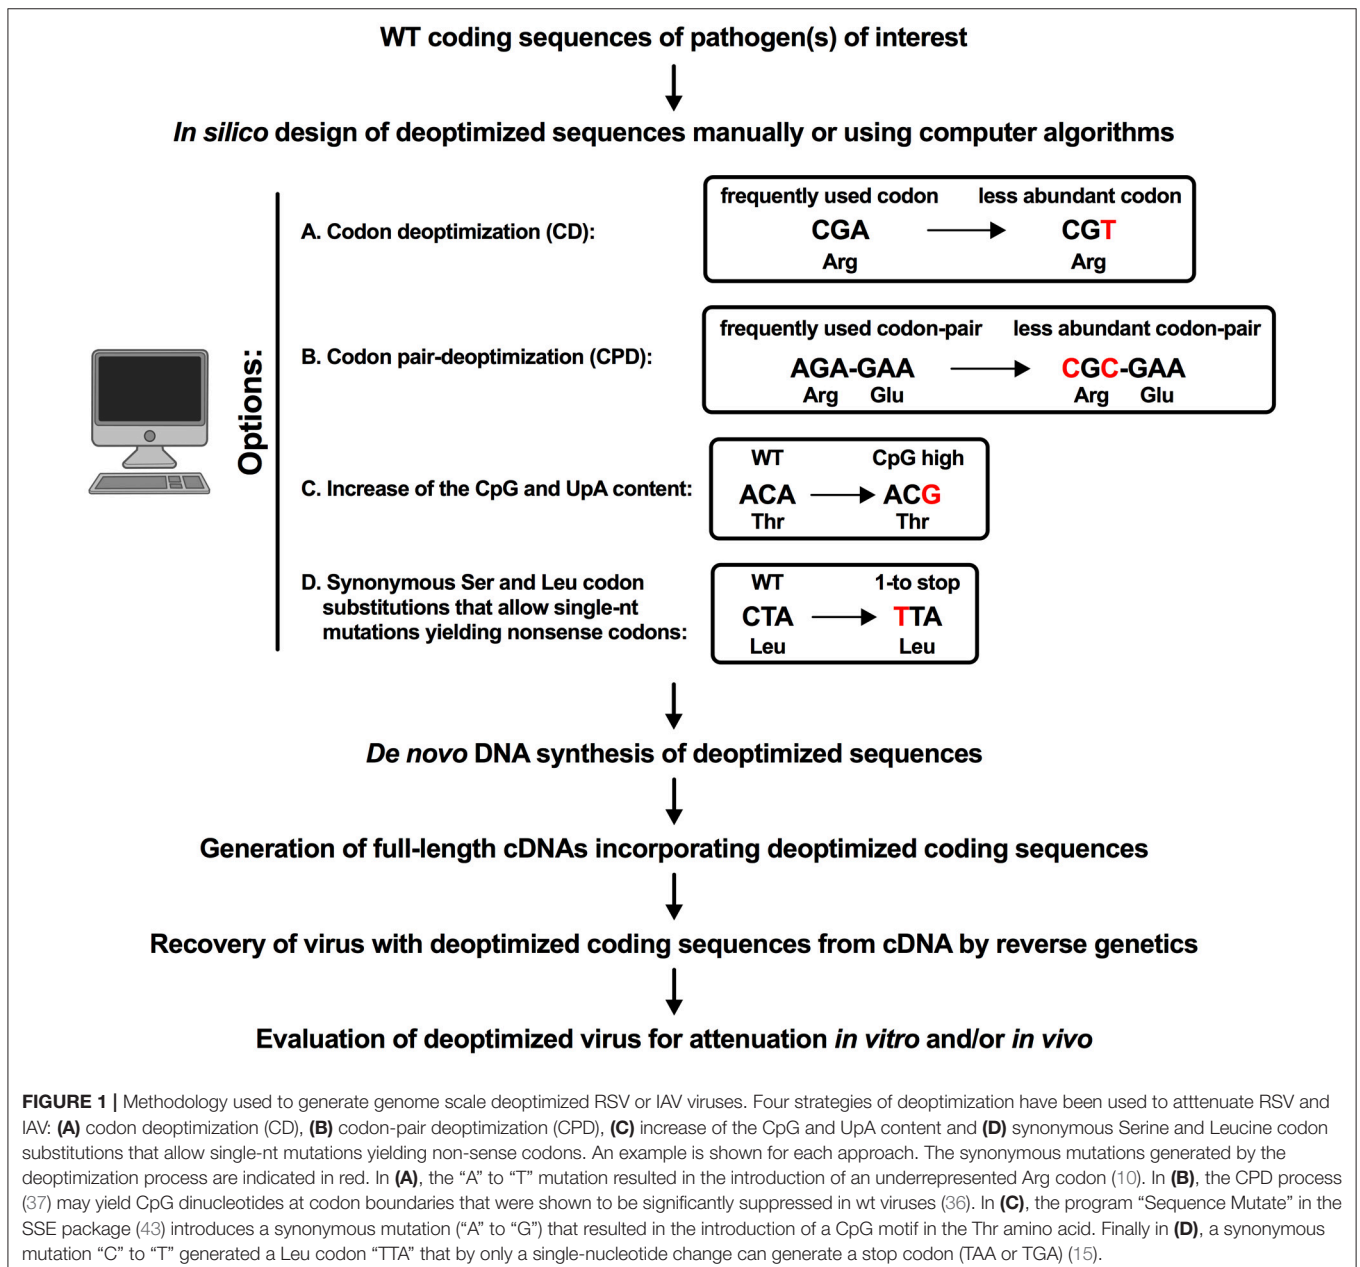 WT coding sequences of pathogen(s) of interest
In silico design of deoptimized sequences manually or using computer algorithms
Options:
A. Codon deoptimization (CD):
frequently used codon less abundant codon
CGA CGT
Arg Arg
B. Codon pair-deoptimization (CPD):
frequently used codon-pair less abundant codon-pair
AGA-GAA CGC-GAA
Arg Glu Arg Glu
C. Increase of the CpG and UpA content:
WT CpG high
ACA ACG
Thr Thr
D. Synonymous Ser and Leu codon
substitutions that allow single-nt
mutations yielding nonsense codons:
WT 1-to stop
CTA TTA
Leu Leu
De novo DNA synthesis of deoptimized sequences
Generation of full-length cDNAs incorporating deoptimized coding sequences
Recovery of virus with deoptimized coding sequences from cDNA by reverse genetics
Evaluation of deoptimized virus for attenuation in vitro and/or in vivo
FIGURE 1 | Methodology used to generate genome scale deoptimized RSV or IAV viruses. Four strategies of deoptimization have been used to atttenuate RSV and
IAV: (A) codon deoptimization (CD), (B) codon-pair deoptimization (CPD), (C) increase of the CpG and UpA content and (D) synonymous Serine and Leucine codon
substitutions that allow single-nt mutations yielding non-sense codons. An example is shown for each approach. The synonymous mutations generated by the
deoptimization process are indicated in red. In (A), the “A” to “T” mutation resulted in the introduction of an underrepresented Arg codon (10). In (B), the CPD process
(37) may yield CpG dinucleotides at codon boundaries that were shown to be significantly suppressed in wt viruses (36). In (C), the program “Sequence Mutate” in the
SSE package (43) introduces a synonymous mutation (“A” to “G”) that resulted in the introduction of a CpG motif in the Thr amino acid. Finally in (D), a synonymous
mutation “C” to “T” generated a Leu codon “TTA” that by only a single-nucleotide change can generate a stop codon (TAA or TGA) (15).